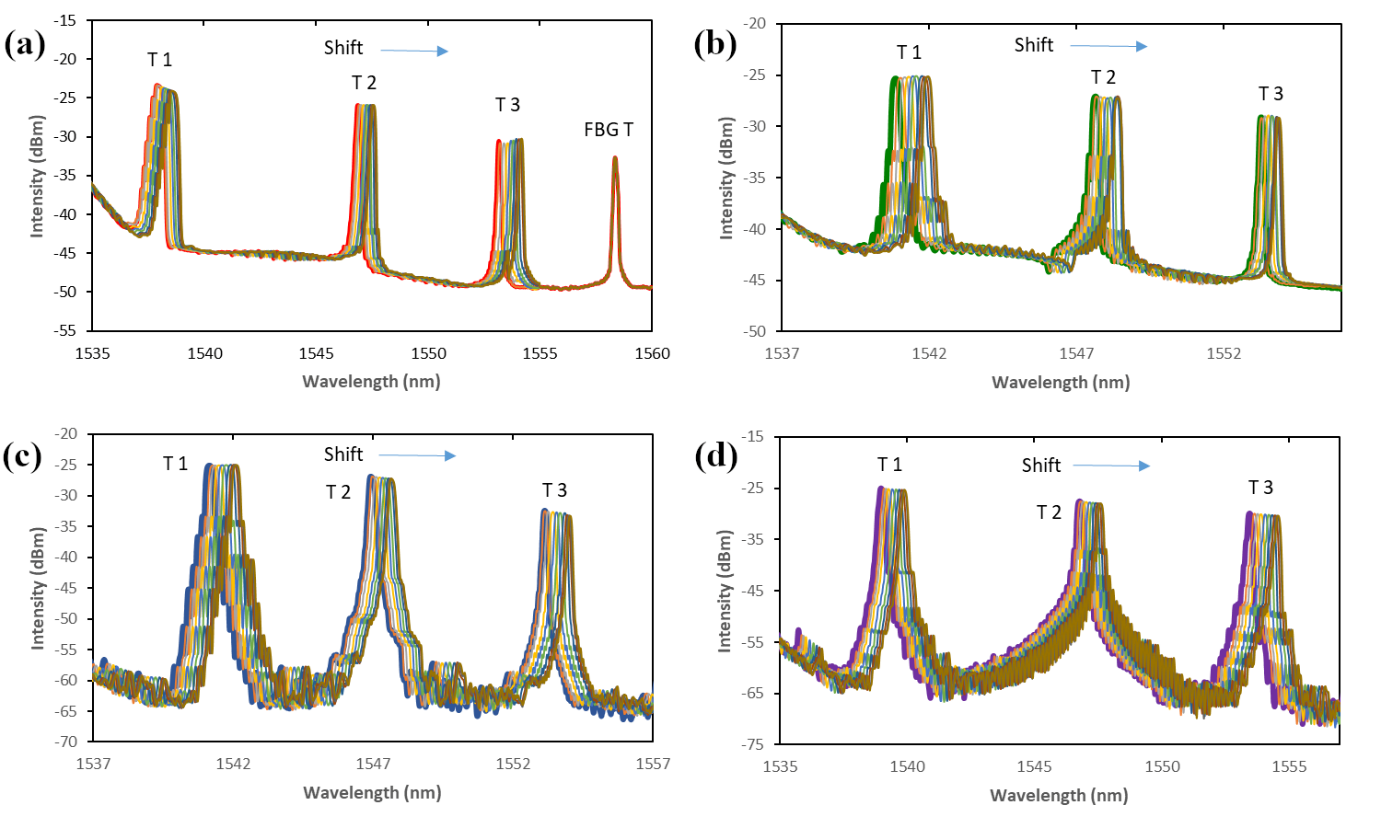 (a)
Shift
T 1
T 2
T 3
FBG T
Intensity (dBm)
-15
-20
-25
-30
-35
-40
-45
-50
-55
1535 1540 1545 1550 1555 1560
Wavelength (nm)
(b)
Shift
T 1
T 2
T 3
Intensity (dBm)
-20
-25
-30
-35
-40
-45
-50
1537 1542 1547 1552
Wavelength (nm)
(c)
Shift
T 1
T 2
T 3
Intensity (dBm)
-20
-25
-30
-35
-40
-45
-50
-55
-60
-65
-70
1537 1542 1547 1552 1557
Wavelength (nm)
(d)
Shift
T 1
T 2
T 3
Intensity (dBm)
-15
-25
-35
-45
-55
-65
-75
1535 1540 1545 1550 1555
Wavelength (nm)